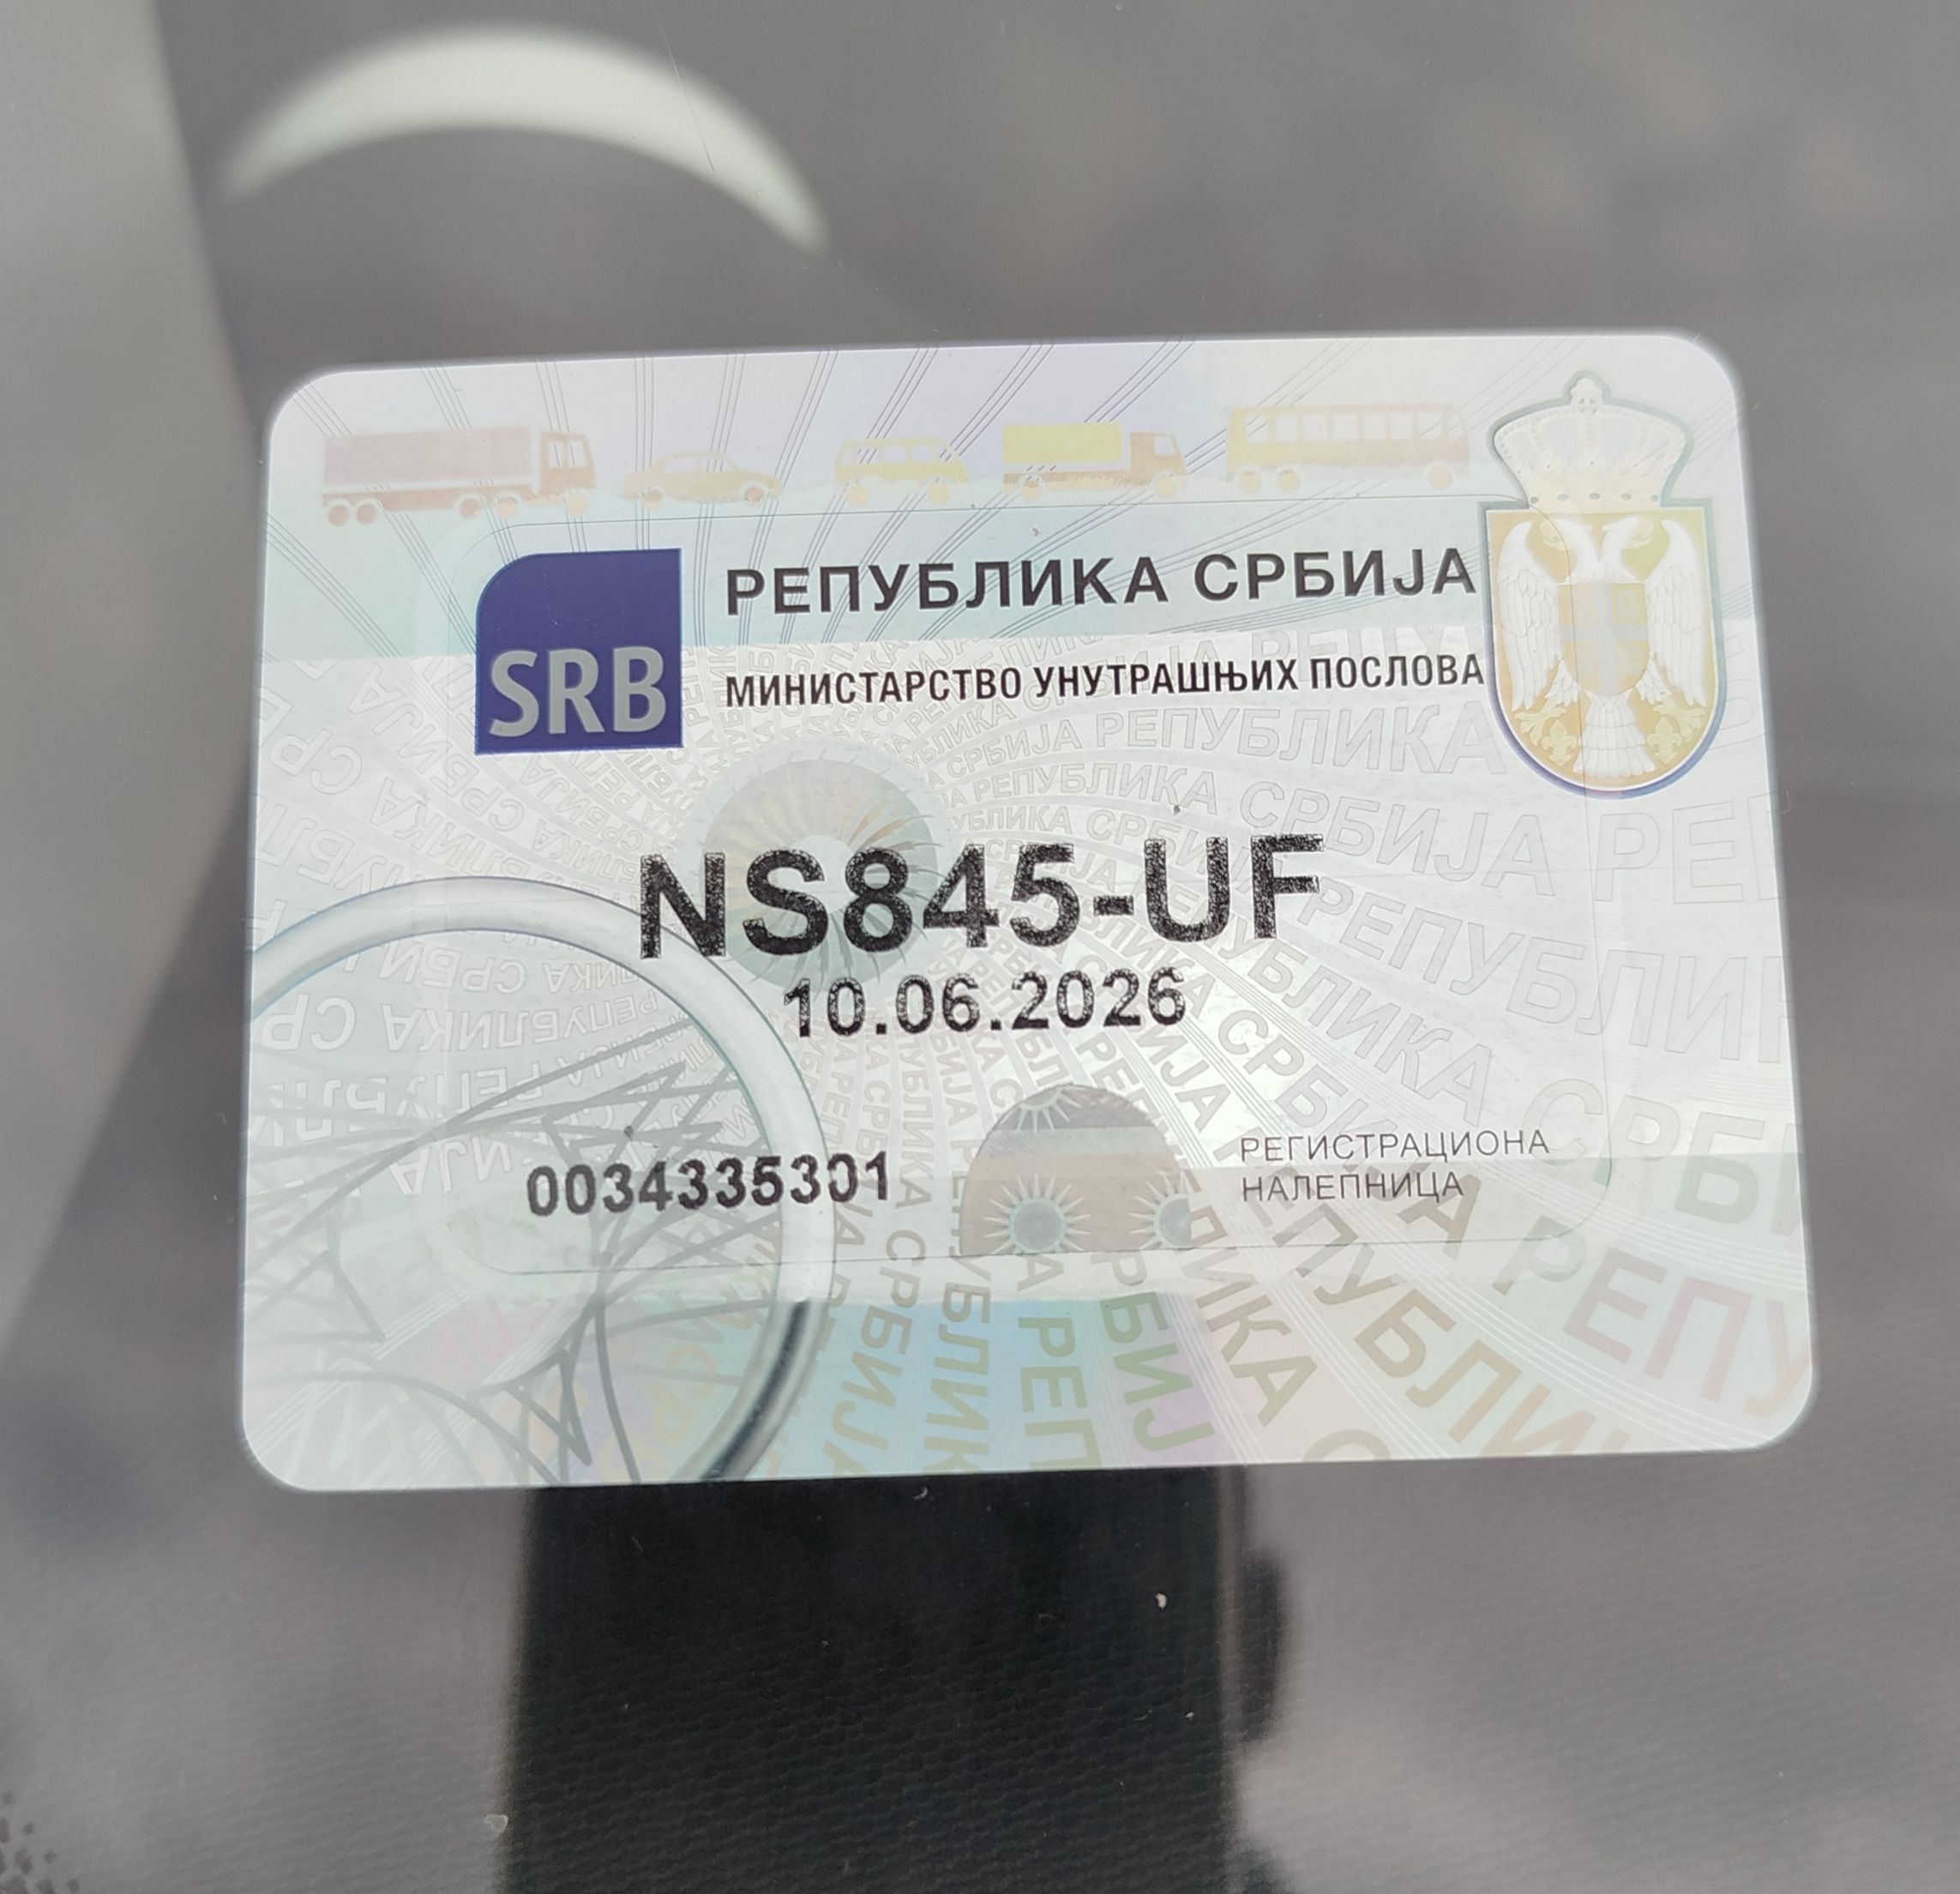 РЕПУБЛИКА СРБИЈА
SRB
МИНИСТАРСТВО УНУТРАШЊИХ ПОСЛОВА
NS845-UF
10.06.2026
0034335301
РЕГИСТРАЦИОНА
НАЛЕПНИЦА